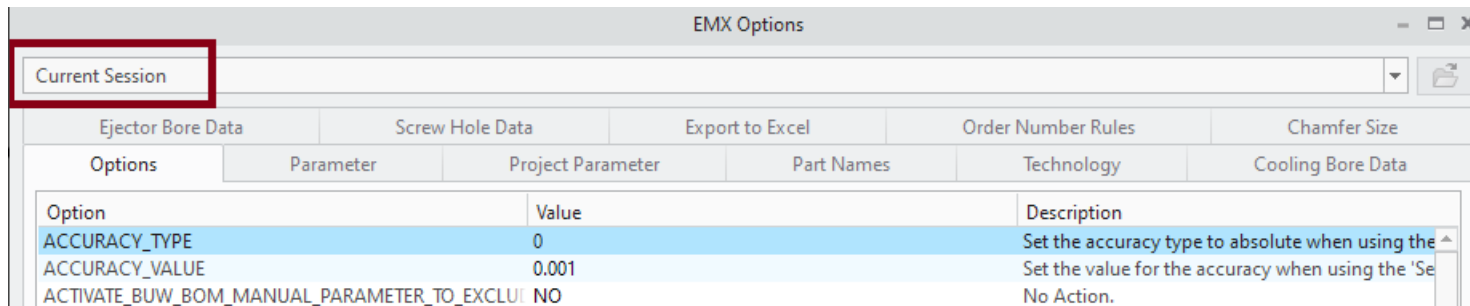 EMX Options
Current Session
Ejector Bore Data Screw Hole Data Export to Excel Order Number Rules Chamfer Size
Options Parameter Project Parameter Part Names Technology Cooling Bore Data
Option Value Description
ACCURACY_TYPE 0 Set the accuracy type to absolute when using the
ACCURACY_VALUE 0.001 Set the value for the accuracy when using the 'Se
ACTIVATE_BUW_BOM_MANUAL_PARAMETER_TO_EXCLU NO No Action.